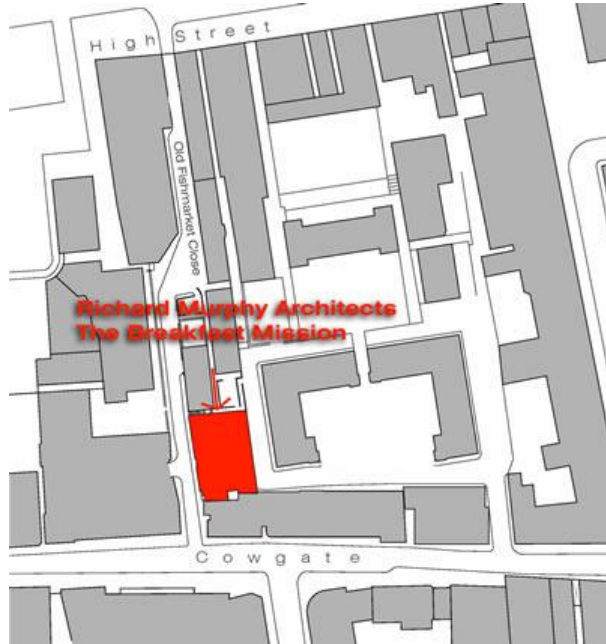 High Street
Old Fishmarket Close
Richard Murphy Architects
The Breakfast Mission
Cowgate